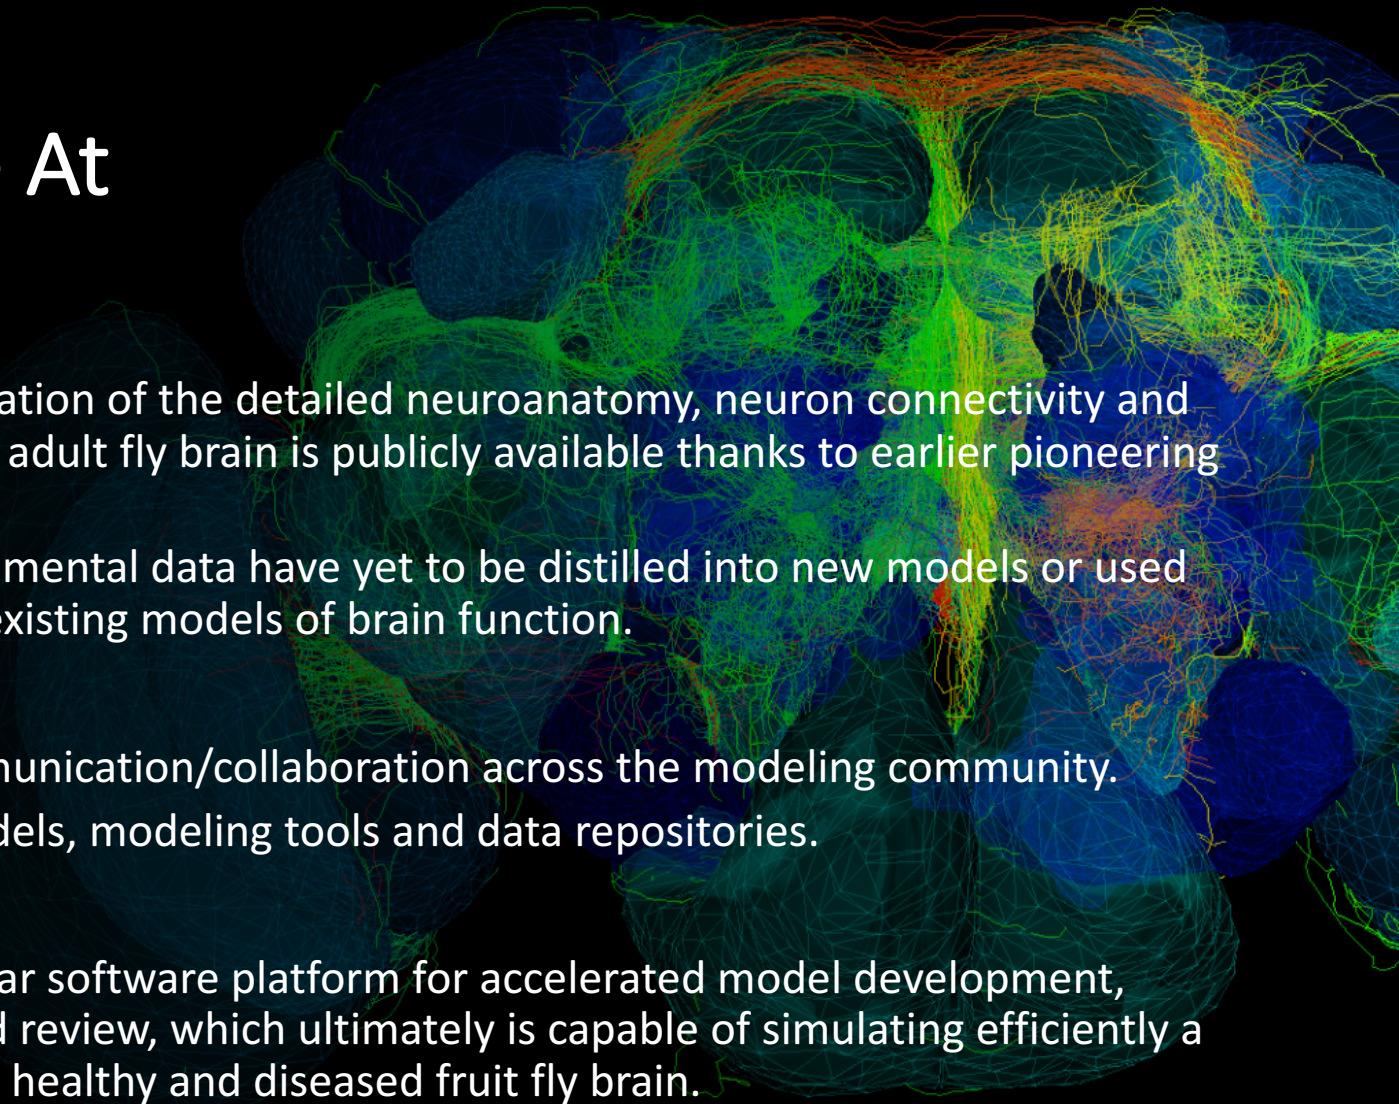 At
ation of the detailed neuroanatomy, neuron connectivity and
adult fly brain is publicly available thanks to earlier pioneering
mental data have yet to be distilled into new models or used
existing models of brain function.
munication/collaboration across the modeling community.
dels, modeling tools and data repositories.
ar software platform for accelerated model development,
d review, which ultimately is capable of simulating efficiently a
healthy and diseased fruit fly brain.